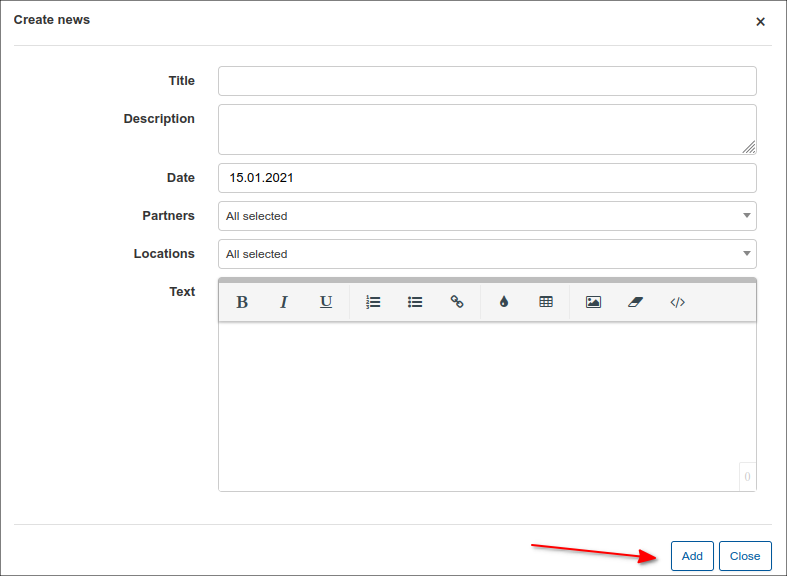 Create news ×
Title
Description
Date 15.01.2021
Partners All selected
Locations All selected
Text B I U </>
0
Add Close